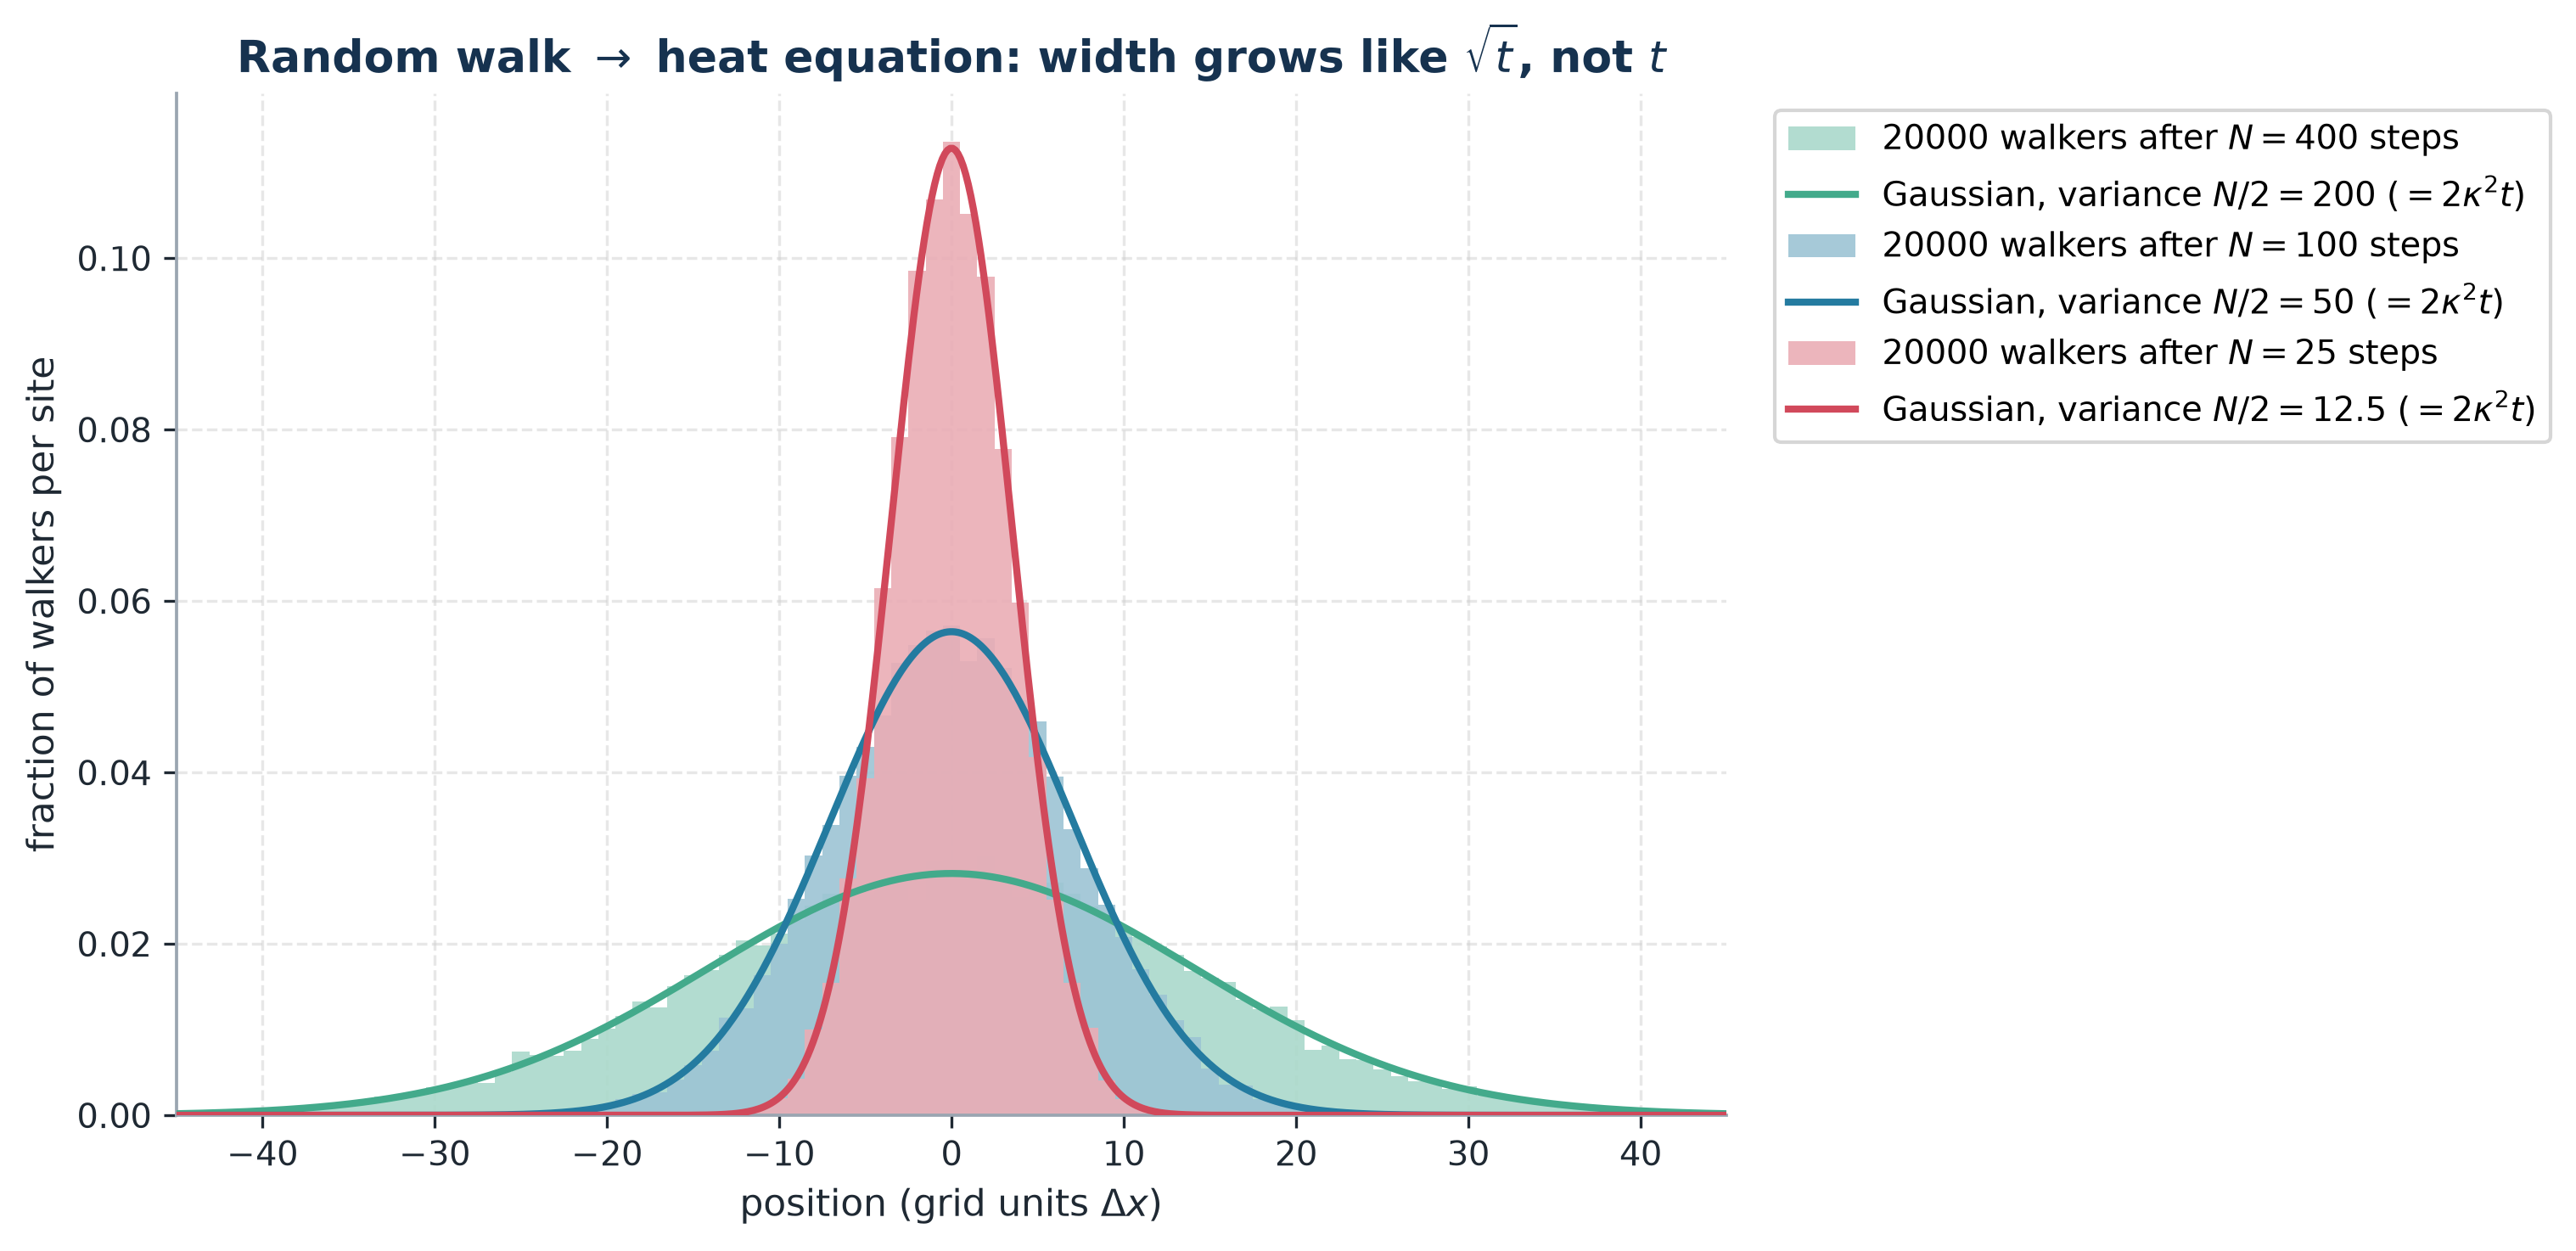 Random walk → heat equation: width grows like √t, not t
20000 walkers after N = 400 steps
Gaussian, variance N/2 = 200 ( = 2κ²t)
20000 walkers after N = 100 steps
Gaussian, variance N/2 = 50 ( = 2κ²t)
20000 walkers after N = 25 steps
Gaussian, variance N/2 = 12.5 ( = 2κ²t)
fraction of walkers per site
0.10
0.08
0.06
0.04
0.02
0.00
−40 −30 −20 −10 0 10 20 30 40
position (grid units Δx)